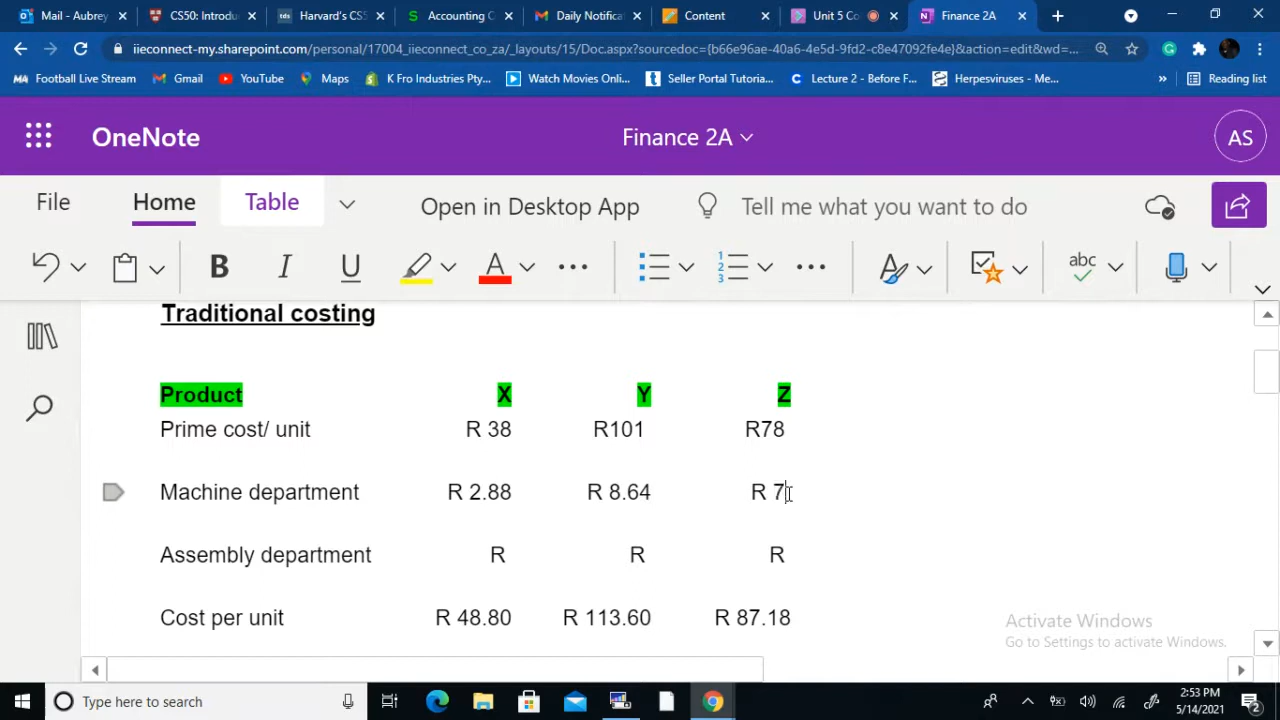 Mail - Aubrey
CS50: Introdu
Harvard's CS5
Accounting C
Daily Notifica
Content
Unit 5 Co
Finance 2A
iieconnect-my.sharepoint.com/personal/17004_iieconnect_co_za/_layouts/15/Doc.aspx?sourcedoc={b66e96ae-40a6-4e5d-9fd2-c8e47092fe4e}&action=edit&wd=...
Football Live Stream
Gmail
YouTube
Maps
K Fro Industries Pty...
Watch Movies Onlin...
Seller Portal Tutoria...
Lecture 2 - Before F...
Herpesviruses - Me...
»
Reading list
OneNote
Finance 2A
AS
File
Home
Table
Open in Desktop App
Tell me what you want to do
B I U A abc
Traditional costing
Product X Y Z
Prime cost/ unit R 38 R101 R78
Machine department R 2.88 R 8.64 R 7
Assembly department R R R
Cost per unit R 48.80 R 113.60 R 87.18
Activate Windows
Go to Settings to activate Windows.
Type here to search
2:53 PM
5/14/2021
2